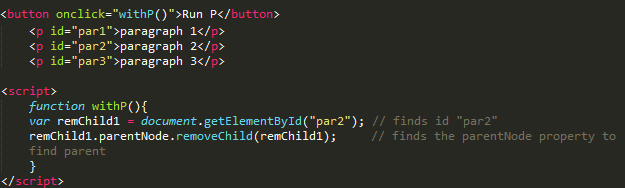 <button onclick="withP()">Run P</button>
<p id="par1">paragraph 1</p>
<p id="par2">paragraph 2</p>
<p id="par3">paragraph 3</p>
<script>
function withP(){
var remChild1 = document.getElementById("par2"); // finds id "par2"
remChild1.parentNode.removeChild(remChild1); // finds the parentNode property to
find parent
}
</script>